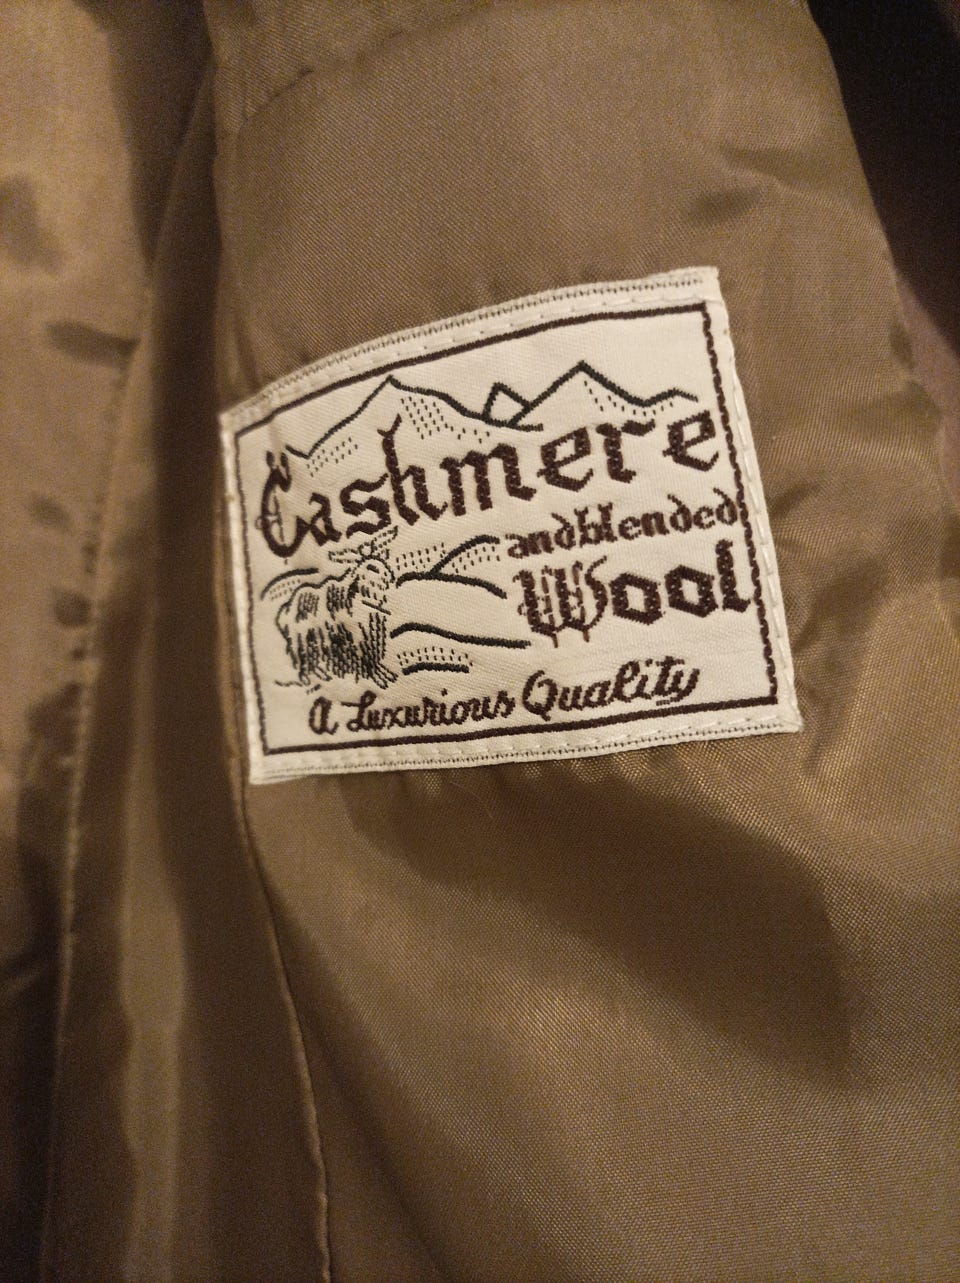 Cashmere
and blended
Wool
A Luxurious Quality